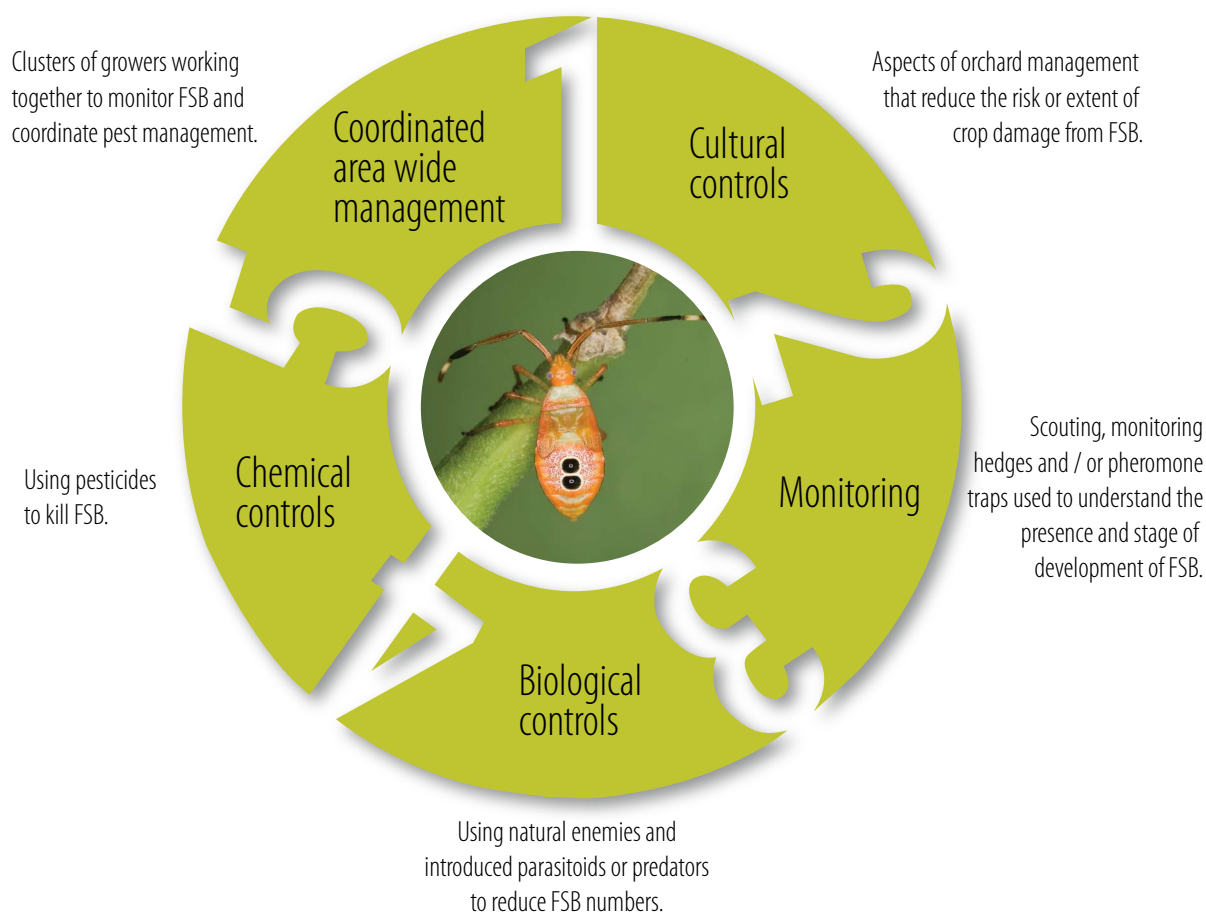 1
Cultural
controls
Aspects of orchard management
that reduce the risk or extent of
crop damage from FSB.
2
Monitoring
Scouting, monitoring
hedges and / or pheromone
traps used to understand the
presence and stage of
development of FSB.
3
Biological
controls
Using natural enemies and
introduced parasitoids or predators
to reduce FSB numbers.
4
Chemical
controls
Using pesticides
to kill FSB.
5
Coordinated
area wide
management
Clusters of growers working
together to monitor FSB and
coordinate pest management.